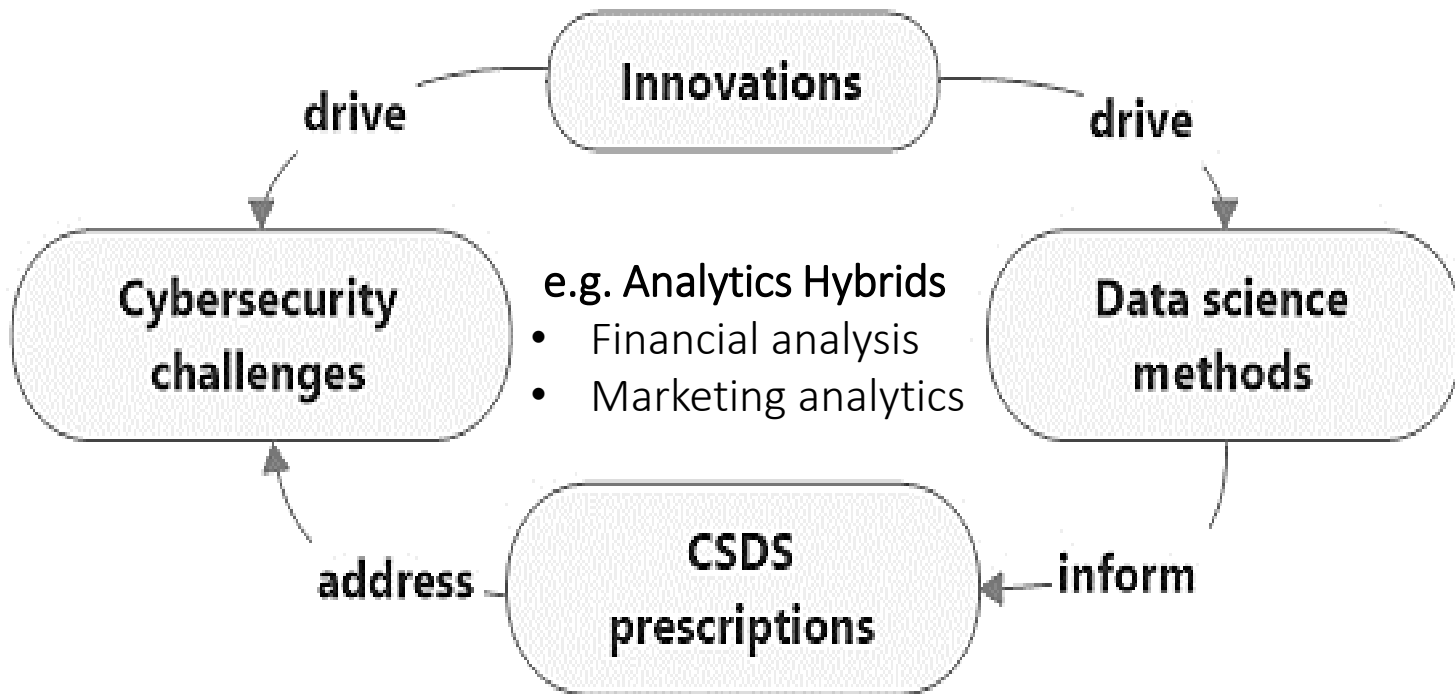 Innovations
drive
drive
Cybersecurity
challenges
e.g. Analytics Hybrids
• Financial analysis
• Marketing analytics
Data science
methods
CSDS
prescriptions
address
inform